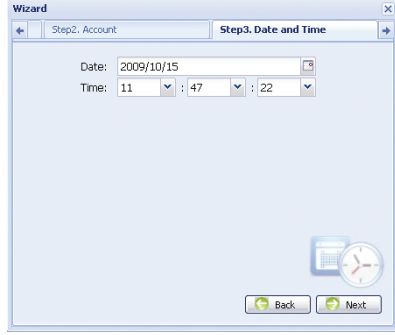 Wizard
Step2. Account Step3. Date and Time
Date: 2009/10/15
Time: 11 : 47 : 22
Back Next